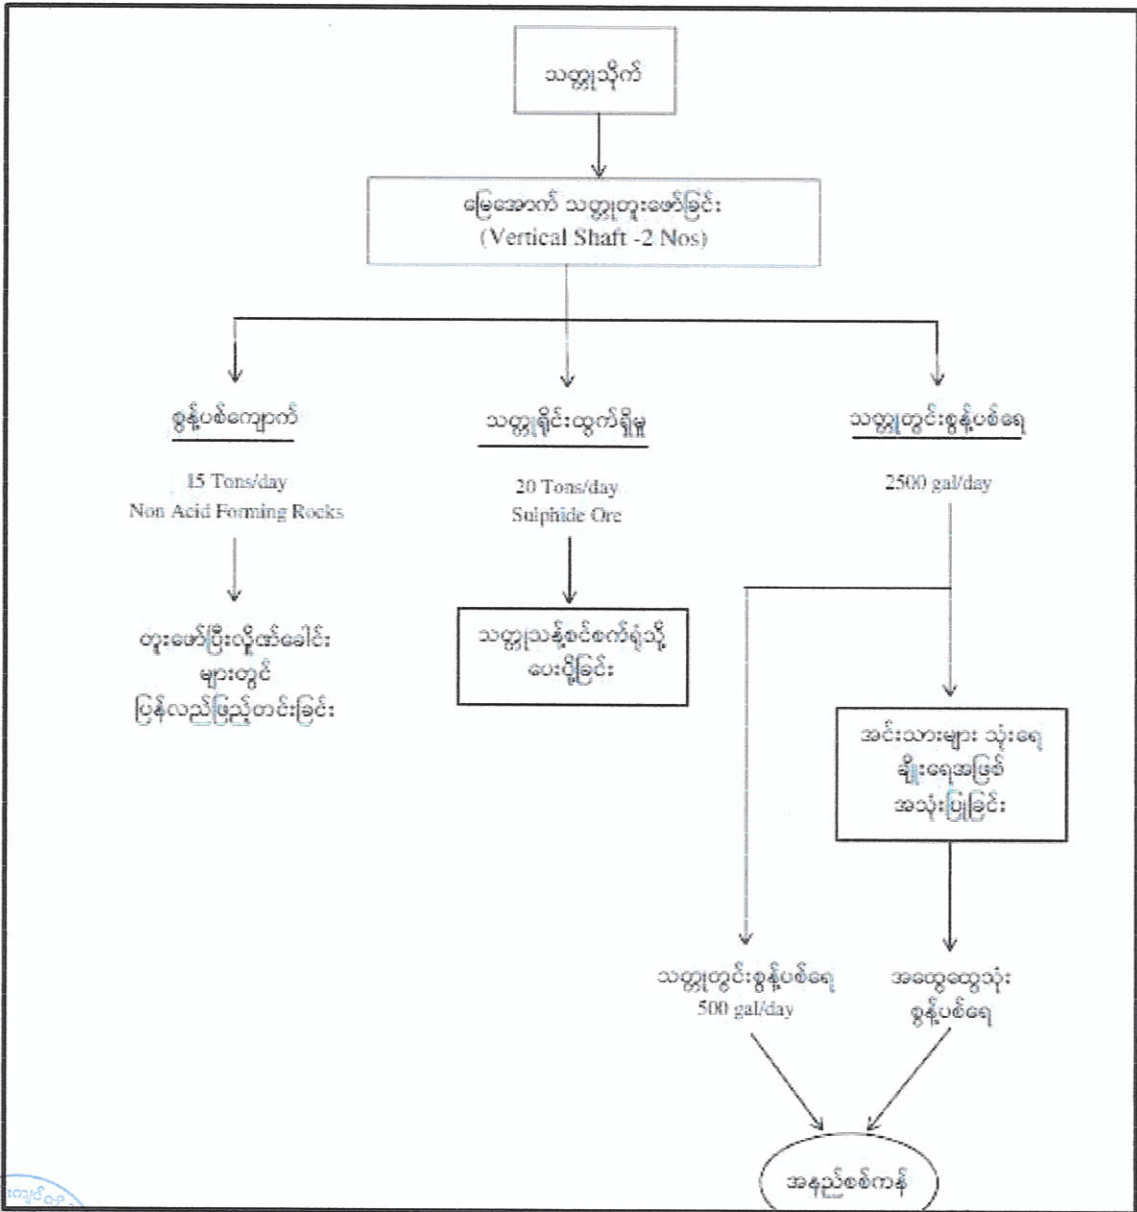 သတ္တုသိုက်
မြေအောက် သတ္တုတူးဖော်ခြင်း
(Vertical Shaft -2 Nos)
စွန့်ပစ်ကျောက်
15 Tons/day
Non Acid Forming Rocks
တူးဖော်ပြီးလှိုဏ်ခေါင်း
များတွင်
ပြန်လည်ဖြည့်တင်းခြင်း
သတ္တုရိုင်းထွက်ရှိမှု
20 Tons/day
Sulphide Ore
သတ္တုသန့်စင်စက်ရုံသို့
ပေးပို့ခြင်း
သတ္တုတွင်းစွန့်ပစ်ရေ
2500 gal/day
အင်းသားများ သုံးရေ
ချိုးရေအဖြစ်
အသုံးပြုခြင်း
သတ္တုတွင်းစွန့်ပစ်ရေ
500 gal/day
အထွေထွေသုံး
စွန့်ပစ်ရေ
အနည်စစ်ကန်